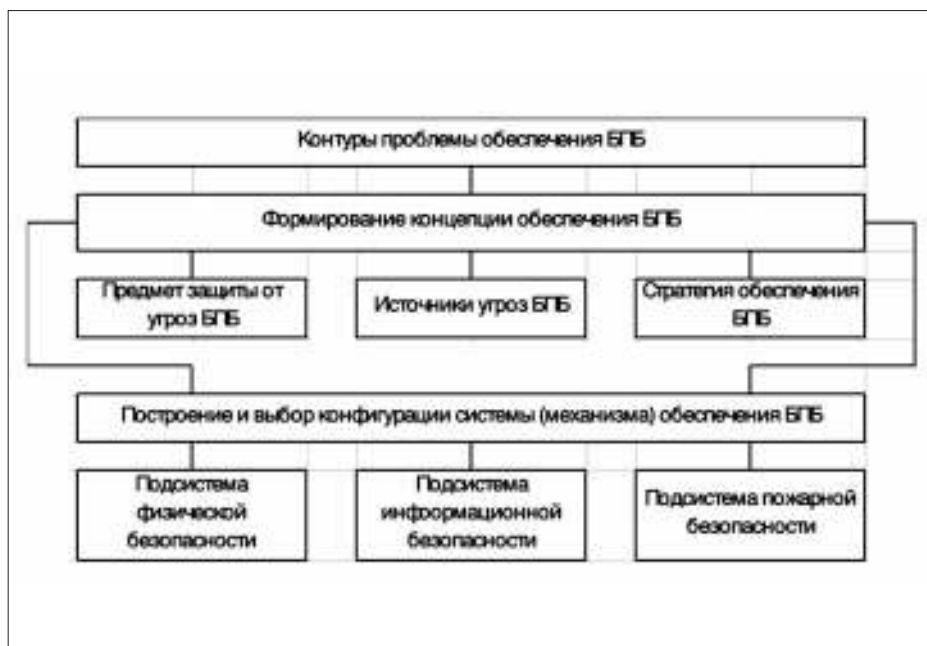 Контуры проблемы обеспечения БПБ
Формирование концепции обеспечения БПБ
Предмет защиты от
угроз БПБ
Источники угроз БПБ
Стратегия обеспечения
БПБ
Построение и выбор конфигурации системы (механизма) обеспечения БПБ
Подсистема
физической
безопасности
Подсистема
информационной
безопасности
Подсистема пожарной
безопасности